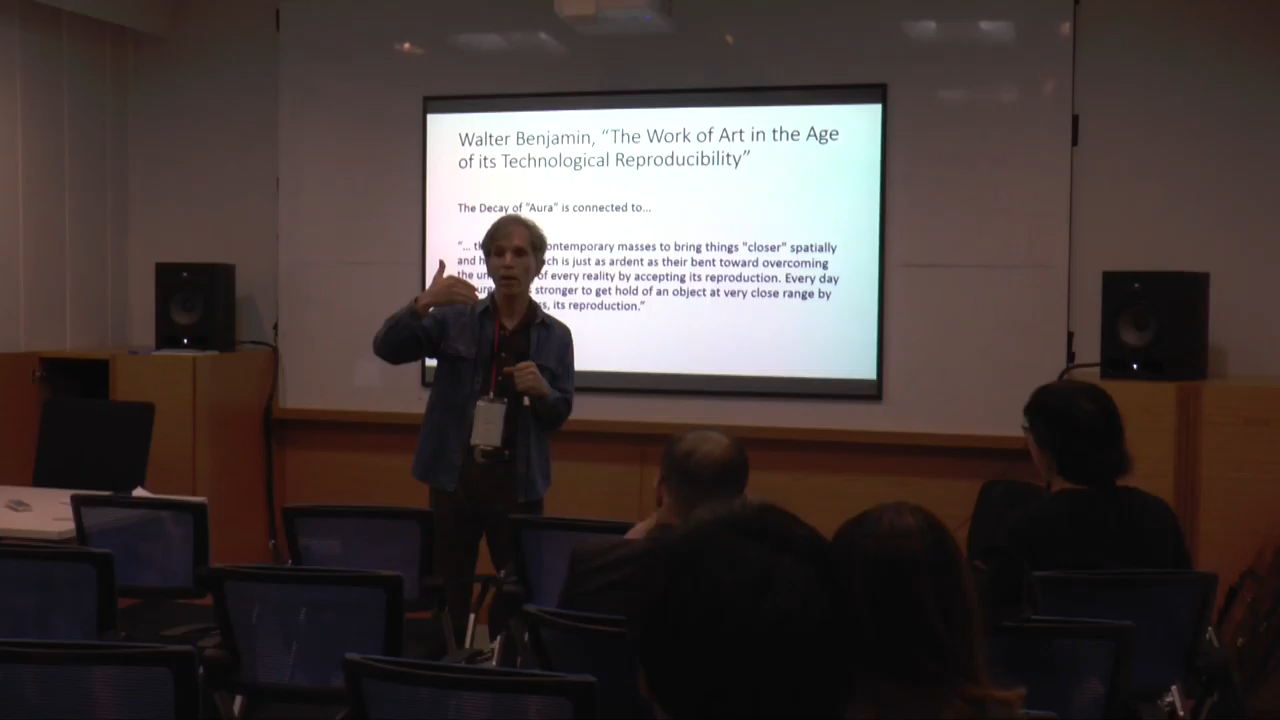 Walter Benjamin, “The Work of Art in the Age
of its Technological Reproducibility”
The Decay of “Aura” is connected to...
“... contemporary masses to bring things "closer" spatially
and is just as ardent as their bent toward overcoming
the of every reality by accepting its reproduction. Every day
stronger to get hold of an object at very close range by
its reproduction.”